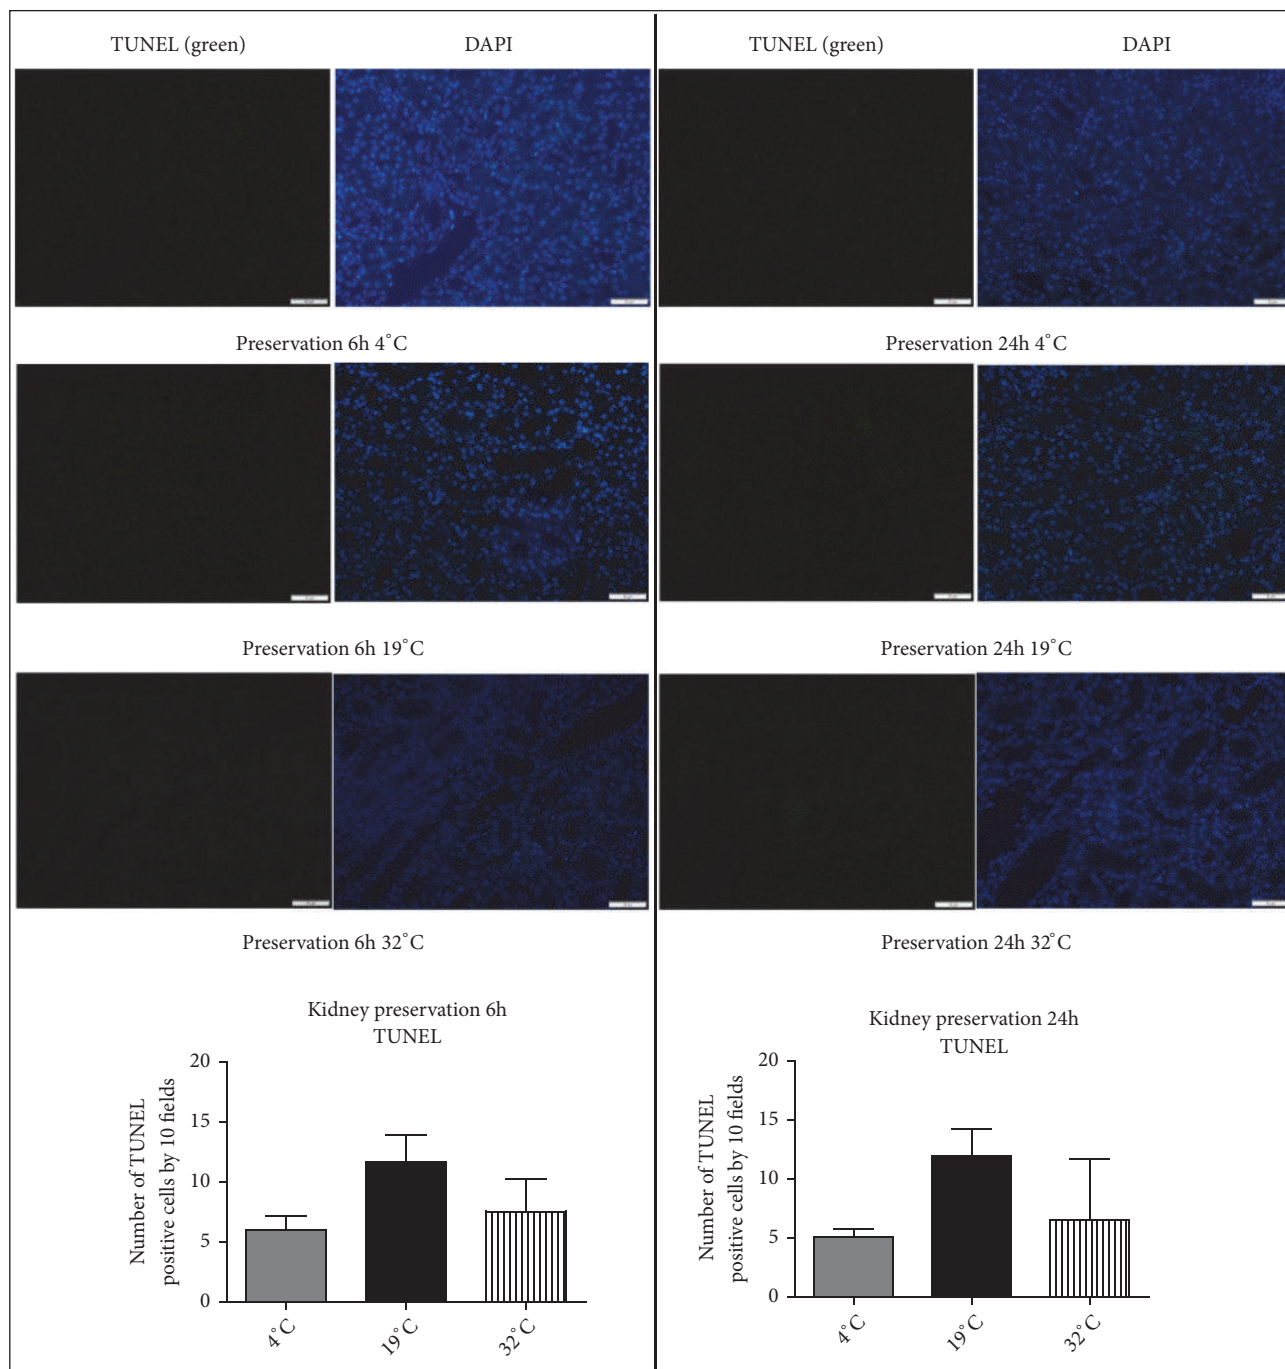 TUNEL (green)
DAPI
Preservation 6h 4°C
Preservation 6h 19°C
Preservation 6h 32°C
Kidney preservation 6h
TUNEL
Number of TUNEL
positive cells by 10 fields
20
15
10
5
0
4°C
19°C
32°C
TUNEL (green)
DAPI
Preservation 24h 4°C
Preservation 24h 19°C
Preservation 24h 32°C
Kidney preservation 24h
TUNEL
Number of TUNEL
positive cells by 10 fields
20
15
10
5
0
4°C
19°C
32°C